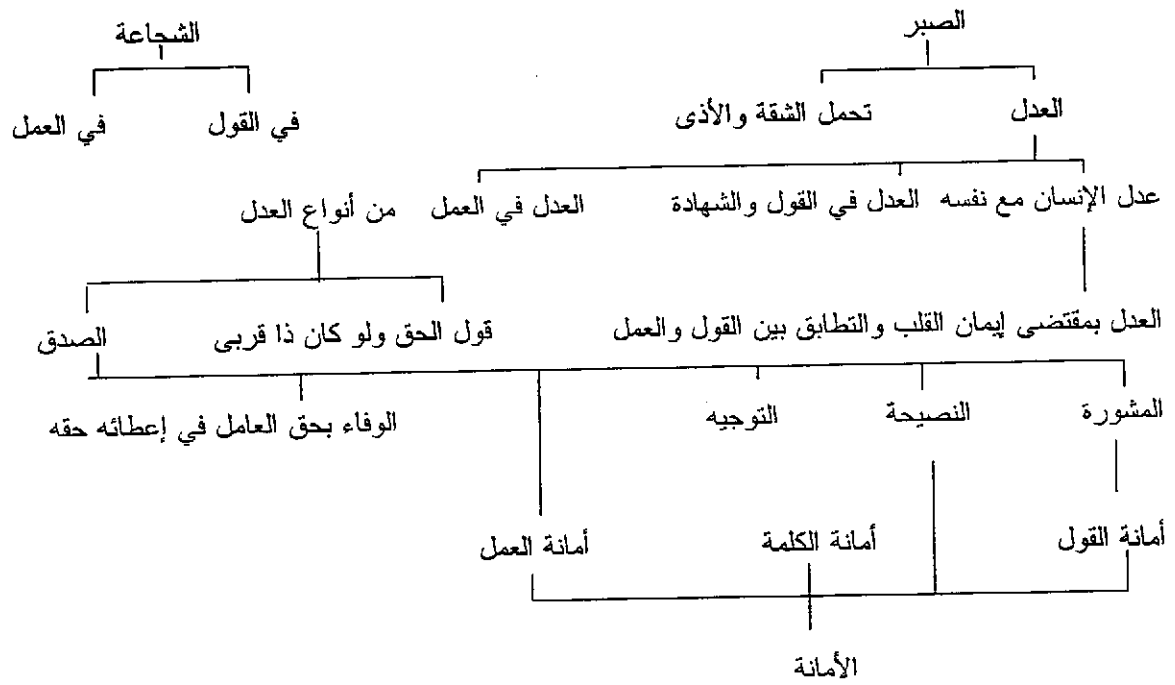 الصبر
الشجاعة
العدل
تحمل الشقة والأذى
في القول
في العمل
عدل الإنسان مع نفسه
العدل في القول والشهادة
العدل في العمل
من أنواع العدل
العدل بمقتضى إيمان القلب والتطابق بين القول والعمل
قول الحق ولو كان ذا قربى
الصدق
المشورة
النصيحة
التوجيه
الوفاء بحق العامل في إعطائه حقه
أمانة القول
أمانة الكلمة
أمانة العمل
الأمانة